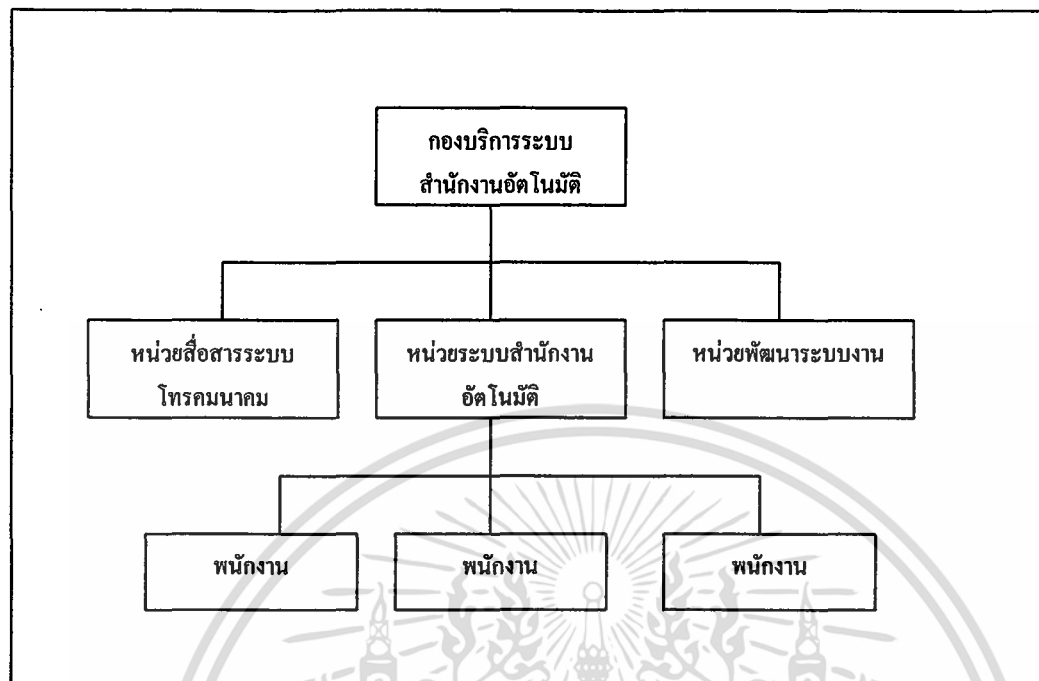 กองบริการระบบ
สำนักงานอัตโนมัติ
หน่วยสื่อสารระบบ
โทรคมนาคม
หน่วยระบบสำนักงาน
อัตโนมัติ
หน่วยพัฒนาระบบงาน
พนักงาน
พนักงาน
พนักงาน